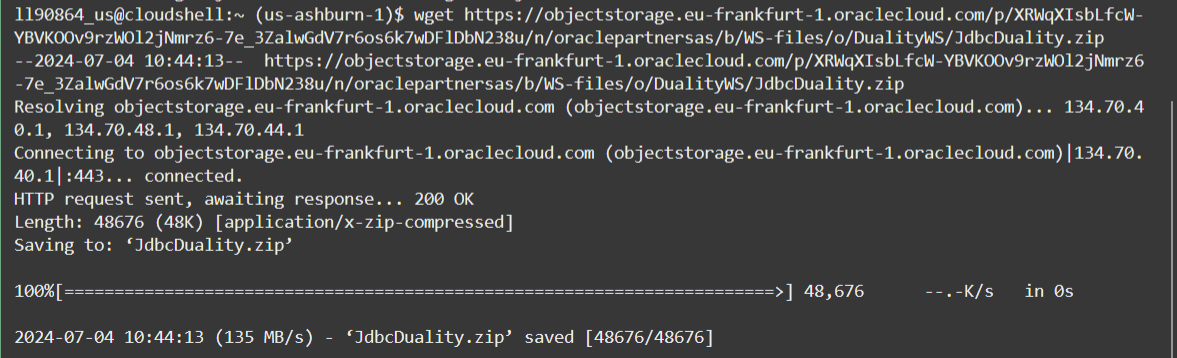 ll90864_us@cloudshell:~ (us-ashburn-1)$ wget https://objectstorage.eu-frankfurt-1.oraclecloud.com/p/XRWqXIsbLfcW-
YBVKOOv9rzWOl2jNmrz6-7e_3ZalwGdV7r6os6k7wDFlDbN238u/n/oraclepartnersas/b/WS-files/o/DualityWS/JdbcDuality.zip
--2024-07-04 10:44:13--  https://objectstorage.eu-frankfurt-1.oraclecloud.com/p/XRWqXIsbLfcW-YBVKOOv9rzWOl2jNmrz6
-7e_3ZalwGdV7r6os6k7wDFlDbN238u/n/oraclepartnersas/b/WS-files/o/DualityWS/JdbcDuality.zip
Resolving objectstorage.eu-frankfurt-1.oraclecloud.com (objectstorage.eu-frankfurt-1.oraclecloud.com)... 134.70.4
0.1, 134.70.48.1, 134.70.44.1
Connecting to objectstorage.eu-frankfurt-1.oraclecloud.com (objectstorage.eu-frankfurt-1.oraclecloud.com)|134.70.
40.1|:443... connected.
HTTP request sent, awaiting response... 200 OK
Length: 48676 (48K) [application/x-zip-compressed]
Saving to: ‘JdbcDuality.zip’
100%[=======================================================================>] 48,676      --.-K/s   in 0s
2024-07-04 10:44:13 (135 MB/s) - ‘JdbcDuality.zip’ saved [48676/48676]